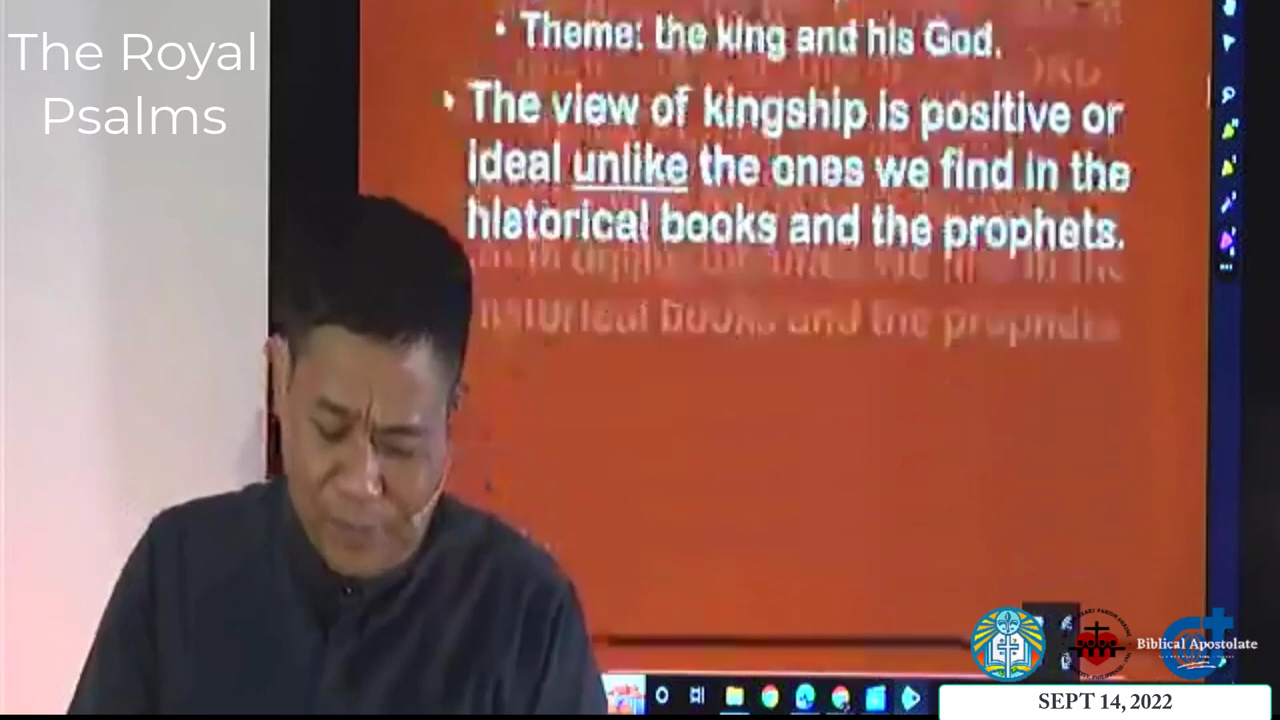 The Royal
Psalms
• Theme: the king and his God.
• The view of kingship is positive or
ideal unlike the ones we find in the
historical books and the prophets.
Biblical Apostolate
SEPT 14, 2022